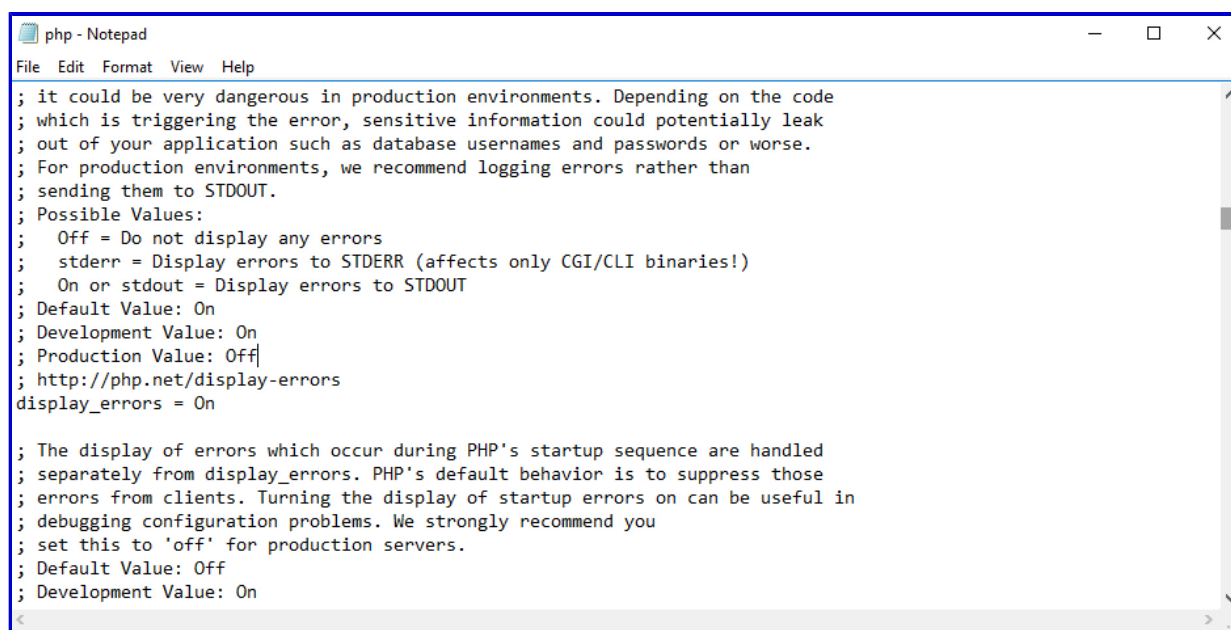 php - Notepad
File Edit Format View Help
; it could be very dangerous in production environments. Depending on the code
; which is triggering the error, sensitive information could potentially leak
; out of your application such as database usernames and passwords or worse.
; For production environments, we recommend logging errors rather than
; sending them to STDOUT.
; Possible Values:
;   Off = Do not display any errors
;   stderr = Display errors to STDERR (affects only CGI/CLI binaries!)
;   On or stdout = Display errors to STDOUT
; Default Value: On
; Development Value: On
; Production Value: Off
; http://php.net/display-errors
display_errors = On

; The display of errors which occur during PHP's startup sequence are handled
; separately from display_errors. PHP's default behavior is to suppress those
; errors from clients. Turning the display of startup errors on can be useful in
; debugging configuration problems. We strongly recommend you
; set this to 'off' for production servers.
; Default Value: Off
; Development Value: On